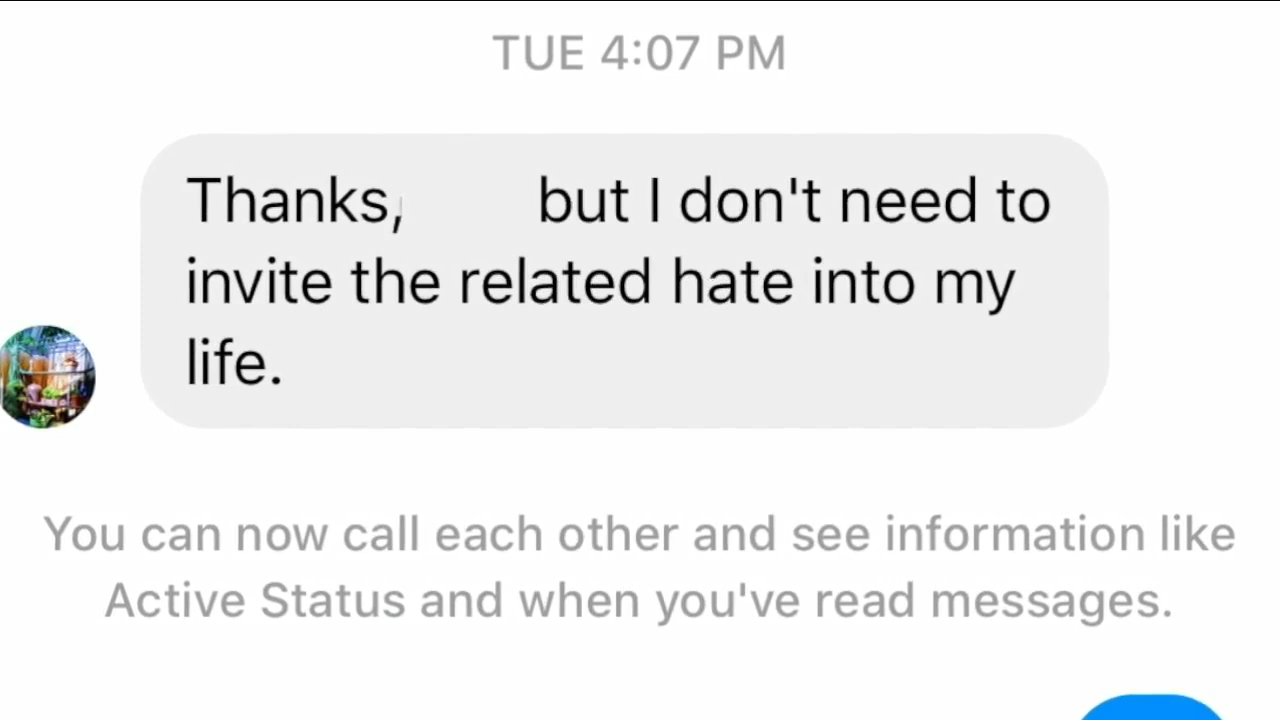 TUE 4:07 PM
Thanks, but I don't need to
invite the related hate into my
life.
You can now call each other and see information like
Active Status and when you've read messages.